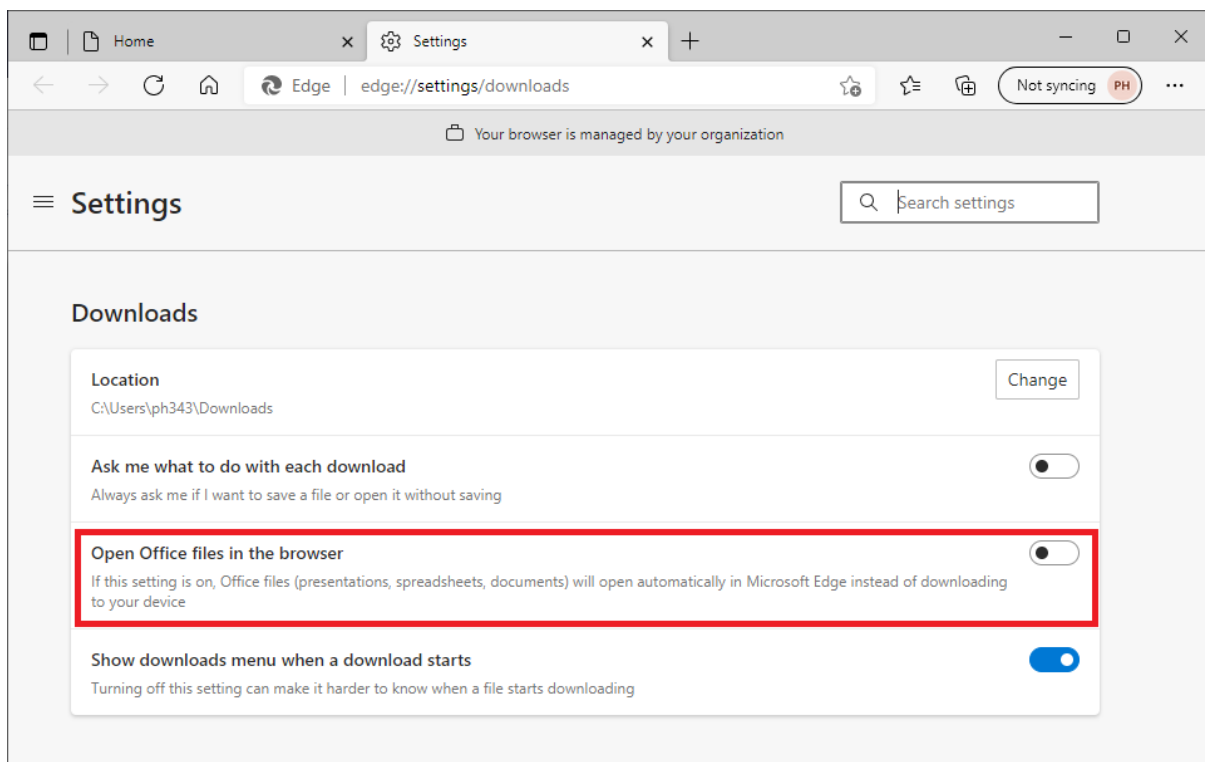 Home
Settings
Edge
edge://settings/downloads
Not syncing
PH
Your browser is managed by your organization
Settings
Search settings
Downloads
Location
Change
C:\Users\ph343\Downloads
Ask me what to do with each download
Always ask me if I want to save a file or open it without saving
Open Office files in the browser
If this setting is on, Office files (presentations, spreadsheets, documents) will open automatically in Microsoft Edge instead of downloading
to your device
Show downloads menu when a download starts
Turning off this setting can make it harder to know when a file starts downloading